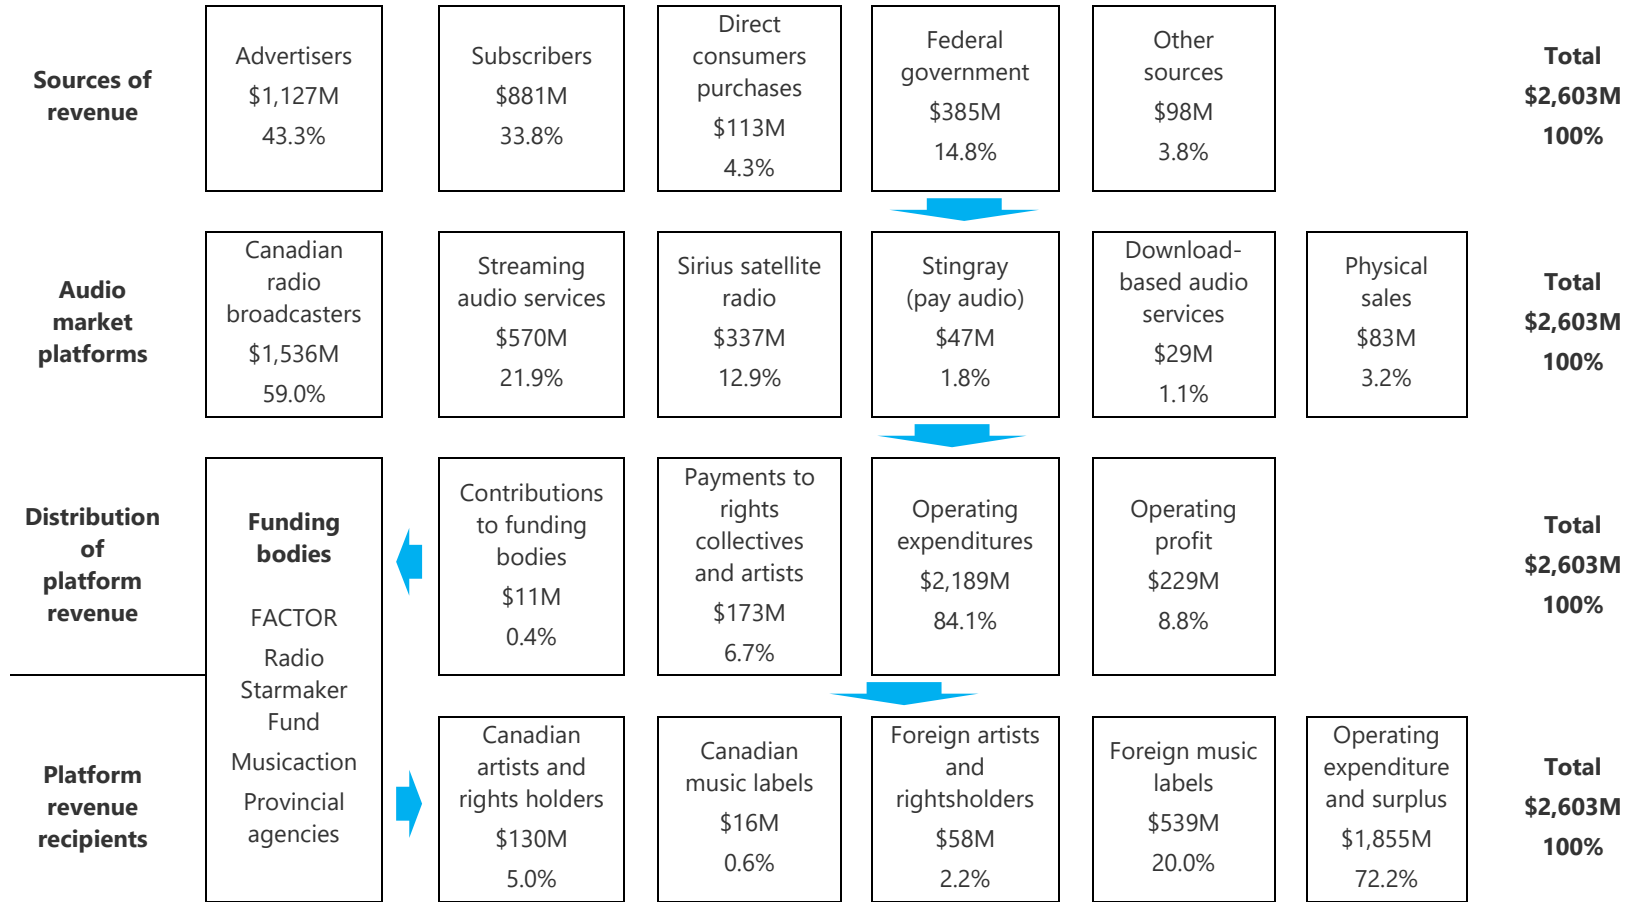 Sources of
revenue
Advertisers
$1,127M
43.3%
Subscribers
$881M
33.8%
Direct
consumers
purchases
$113M
4.3%
Federal
government
$385M
14.8%
Other
sources
$98M
3.8%
Total
$2,603M
100%
Audio
market
platforms
Canadian
radio
broadcasters
$1,536M
59.0%
Streaming
audio services
$570M
21.9%
Sirius satellite
radio
$337M
12.9%
Stingray
(pay audio)
$47M
1.8%
Download-
based audio
services
$29M
1.1%
Physical
sales
$83M
3.2%
Total
$2,603M
100%
Distribution
of
platform
revenue
Funding
bodies
FACTOR
Radio
Starmaker
Fund
Musicaction
Provincial
agencies
Contributions
to funding
bodies
$11M
0.4%
Payments to
rights
collectives
and artists
$173M
6.7%
Operating
expenditures
$2,189M
84.1%
Operating
profit
$229M
8.8%
Total
$2,603M
100%
Platform
revenue
recipients
Canadian
artists and
rights holders
$130M
5.0%
Canadian
music labels
$16M
0.6%
Foreign artists
and
rightsholders
$58M
2.2%
Foreign music
labels
$539M
20.0%
Operating
expenditure
and surplus
$1,855M
72.2%
Total
$2,603M
100%